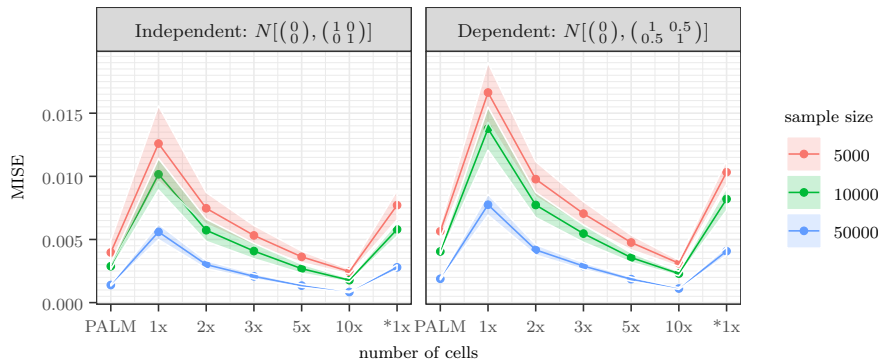 Independent: N[(0 0), (1 0 0 1)]
Dependent: N[(0 0), (1 0.5 0.5 1)]
MISE
0.015
0.010
0.005
0.000
PALM 1x 2x 3x 5x 10x *1x
PALM 1x 2x 3x 5x 10x *1x
number of cells
sample size
5000
10000
50000